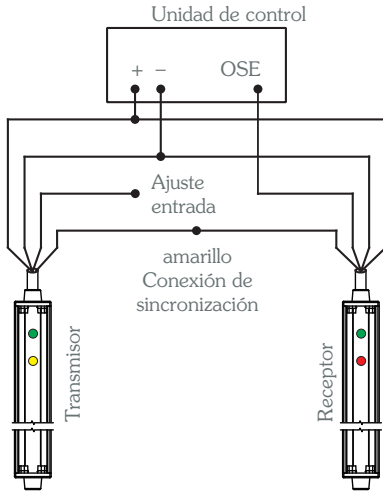 Unidad de control
+ − OSE
Ajuste
entrada
amarillo
Conexión de
sincronización
Transmisor
Receptor